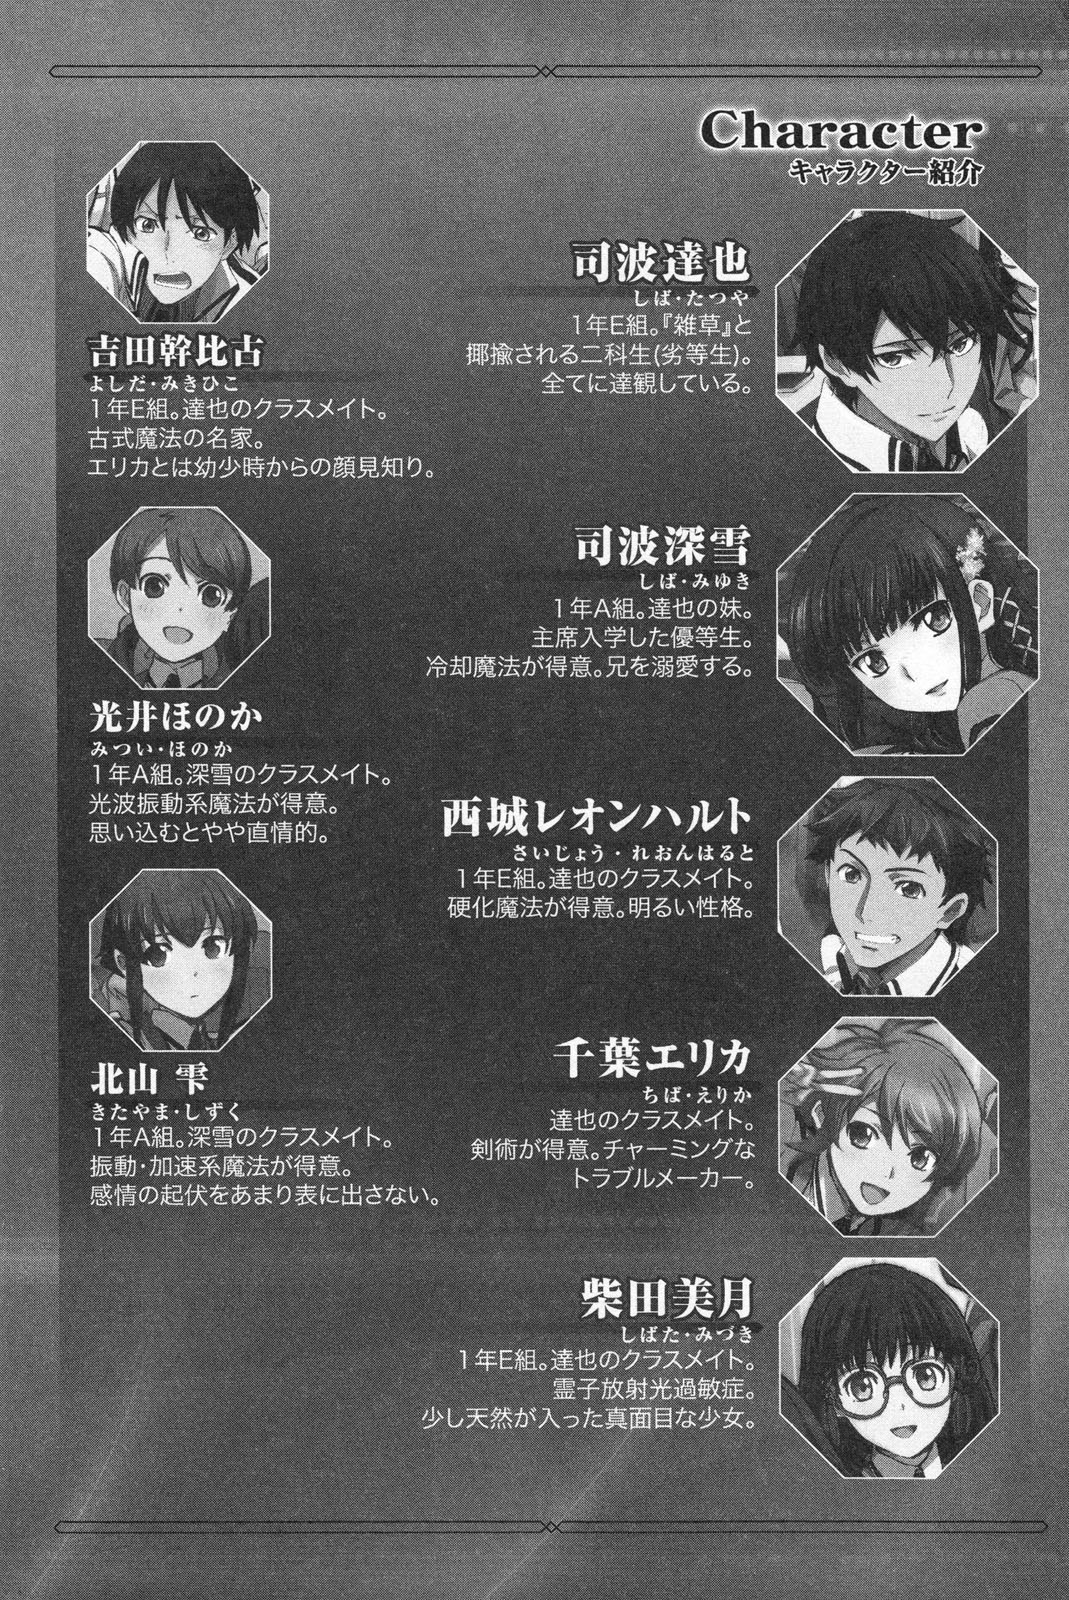 Character
キャラクター紹介
司波達也
しば・たつや
1年E組。『雑草』と
揶揄される二科生(劣等生)。
全てに達観している。
司波深雪
しば・みゆき
1年A組。達也の妹。
主席入学した優等生。
冷却魔法が得意。兄を溺愛する。
西城レオンハルト
さいじょう・れおんはると
1年E組。達也のクラスメイト。
硬化魔法が得意。明るい性格。
千葉エリカ
ちば・えりか
達也のクラスメイト。
剣術が得意。チャーミングな
トラブルメーカー。
柴田美月
しばた・みづき
1年E組。達也のクラスメイト。
霊子放射光過敏症。
少し天然が入った真面目な少女。
吉田幹比古
よしだ・みきひこ
1年E組。達也のクラスメイト。
古式魔法の名家。
エリカとは幼少時からの顔見知り。
光井ほのか
みつい・ほのか
1年A組。深雪のクラスメイト。
光波振動系魔法が得意。
思い込むとやや直情的。
北山 雫
きたやま・しずく
1年A組。深雪のクラスメイト。
振動・加速系魔法が得意。
感情の起伏をあまり表に出さない。